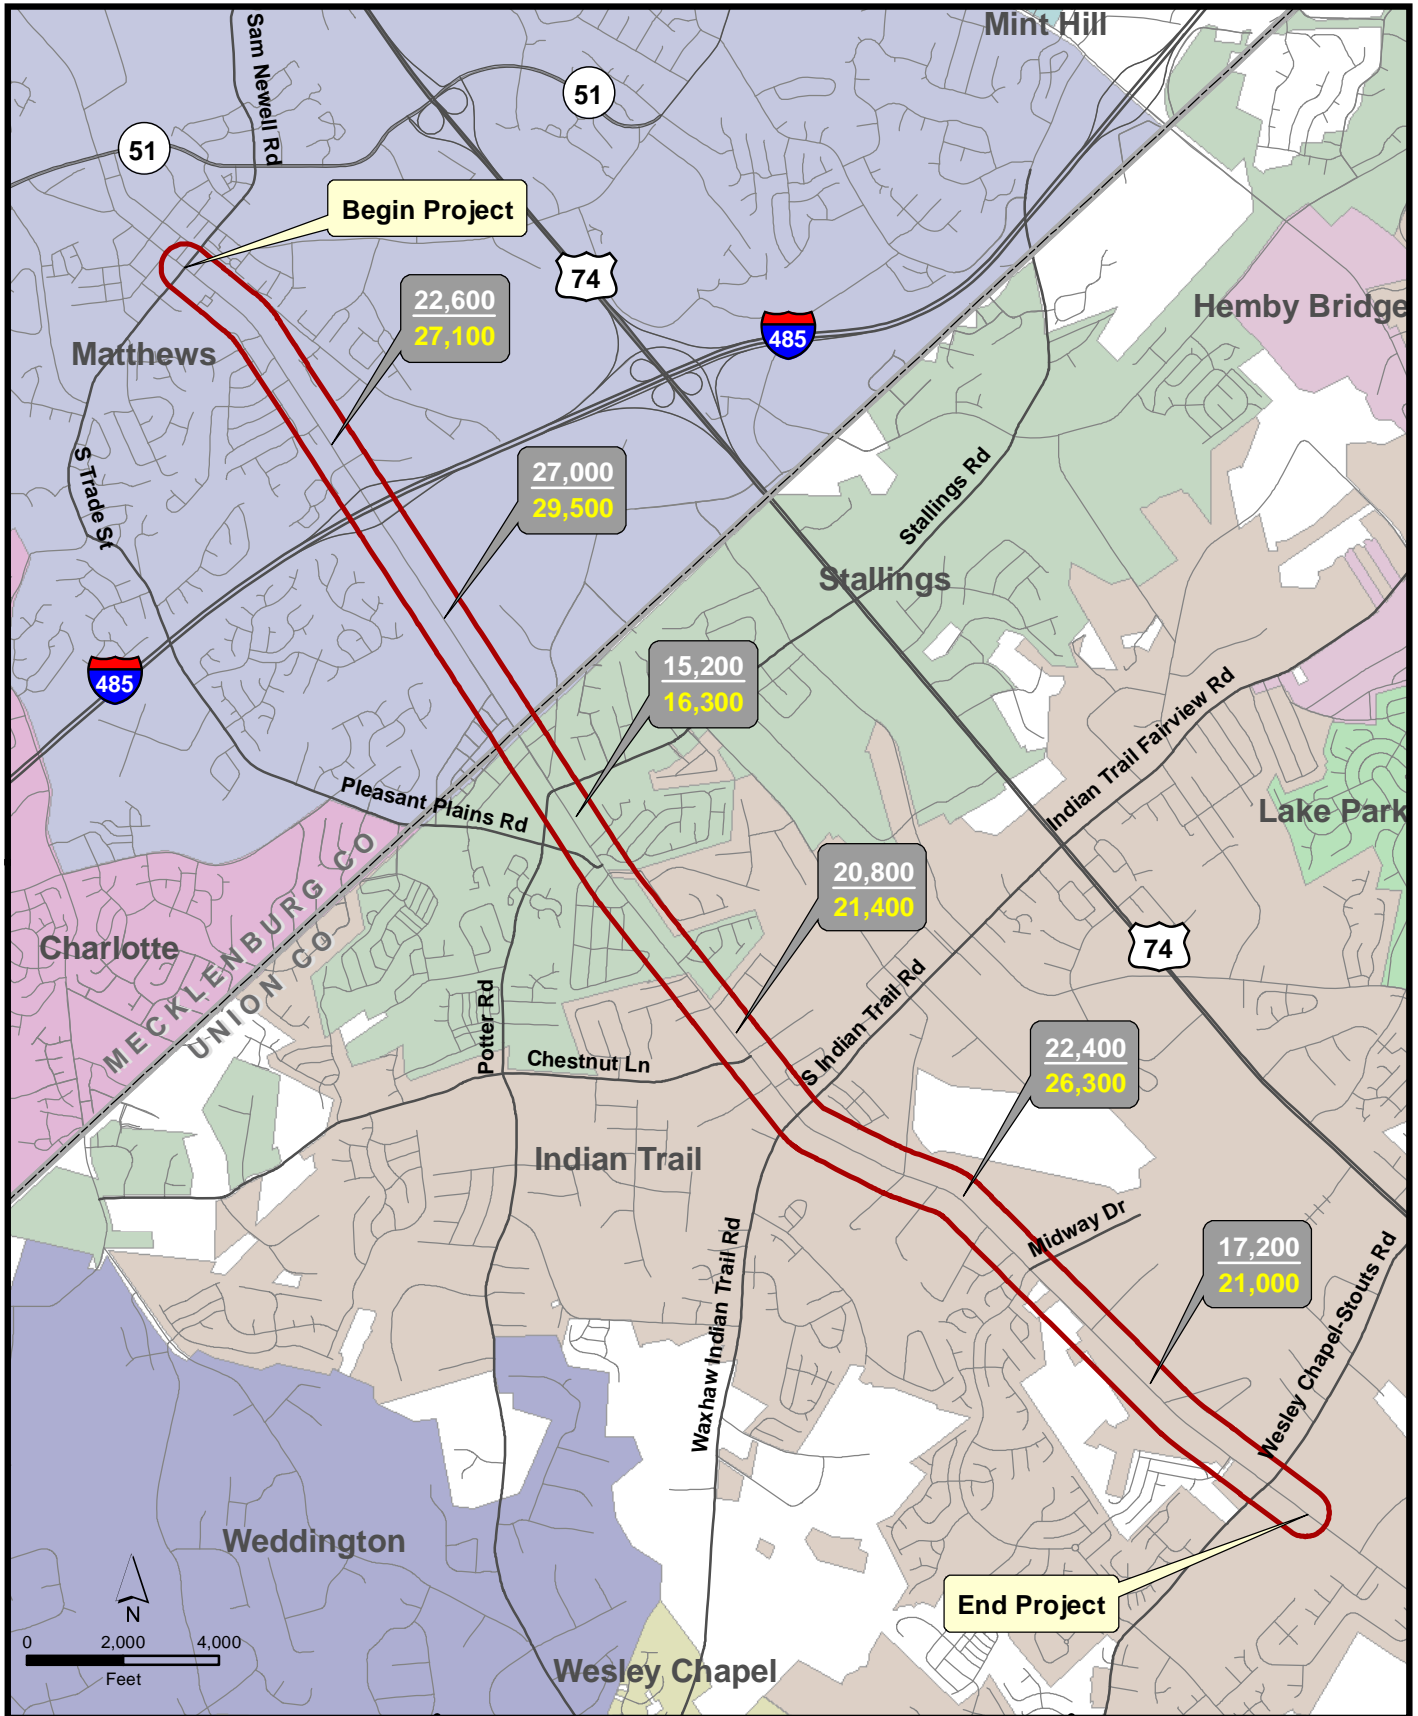 Mint Hill
Sam Newell Rd
51
51
Begin Project
74
22,600
27,100
485
Hemby Bridge
Matthews
S Trade St
27,000
29,500
Stallings Rd
Stallings
485
15,200
16,300
Indian Trail Fairview Rd
Pleasant Plains Rd
Lake Park
MECKLENBURG CO
UNION CO
Charlotte
20,800
21,400
74
S Indian Trail Rd
Potter Rd
Chestnut Ln
22,400
26,300
Indian Trail
Midway Dr
Waxhaw Indian Trail Rd
17,200
21,000
Wesley Chapel-Stouts Rd
Weddington
End Project
N
0 2,000 4,000
Feet
Wesley Chapel